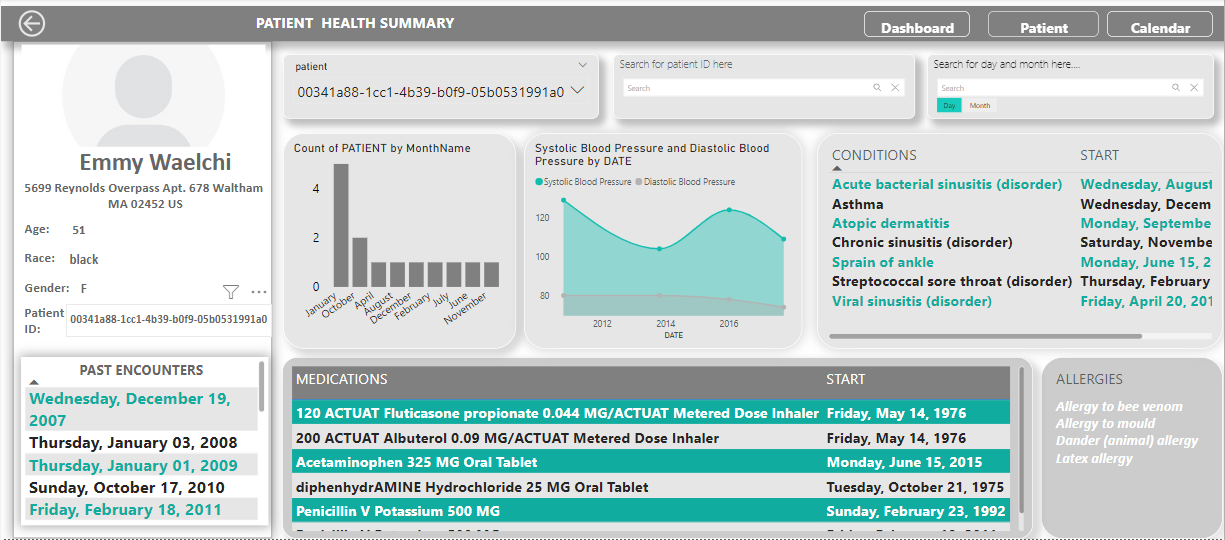 PATIENT HEALTH SUMMARY
Dashboard
Patient
Calendar
Emmy Waelchi
5699 Reynolds Overpass Apt. 678 Waltham
MA 02452 US
Age: 51
Race: black
Gender: F
Patient
ID:
00341a88-1cc1-4b39-b0f9-05b0531991a0
PAST ENCOUNTERS
Wednesday, December 19,
2007
Thursday, January 03, 2008
Thursday, January 01, 2009
Sunday, October 17, 2010
Friday, February 18, 2011
patient
00341a88-1cc1-4b39-b0f9-05b0531991a0
Search for patient ID here
Search
Search for day and month here....
Search
Day
Month
Count of PATIENT by MonthName
4
2
0
January
October
April
August
December
February
July
June
November
Systolic Blood Pressure and Diastolic Blood
Pressure by DATE
Systolic Blood Pressure
Diastolic Blood Pressure
120
100
80
2012
2014
2016
DATE
CONDITIONS START
Acute bacterial sinusitis (disorder) Wednesday, August
Asthma Wednesday, Decem
Atopic dermatitis Monday, Septembe
Chronic sinusitis (disorder) Saturday, Novembe
Sprain of ankle Monday, June 15, 2
Streptococcal sore throat (disorder) Thursday, February
Viral sinusitis (disorder) Friday, April 20, 201
MEDICATIONS START
120 ACTUAT Fluticasone propionate 0.044 MG/ACTUAT Metered Dose Inhaler Friday, May 14, 1976
200 ACTUAT Albuterol 0.09 MG/ACTUAT Metered Dose Inhaler Friday, May 14, 1976
Acetaminophen 325 MG Oral Tablet Monday, June 15, 2015
diphenhydrAMINE Hydrochloride 25 MG Oral Tablet Tuesday, October 21, 1975
Penicillin V Potassium 500 MG Sunday, February 23, 1992
ALLERGIES
Allergy to bee venom
Allergy to mould
Dander (animal) allergy
Latex allergy